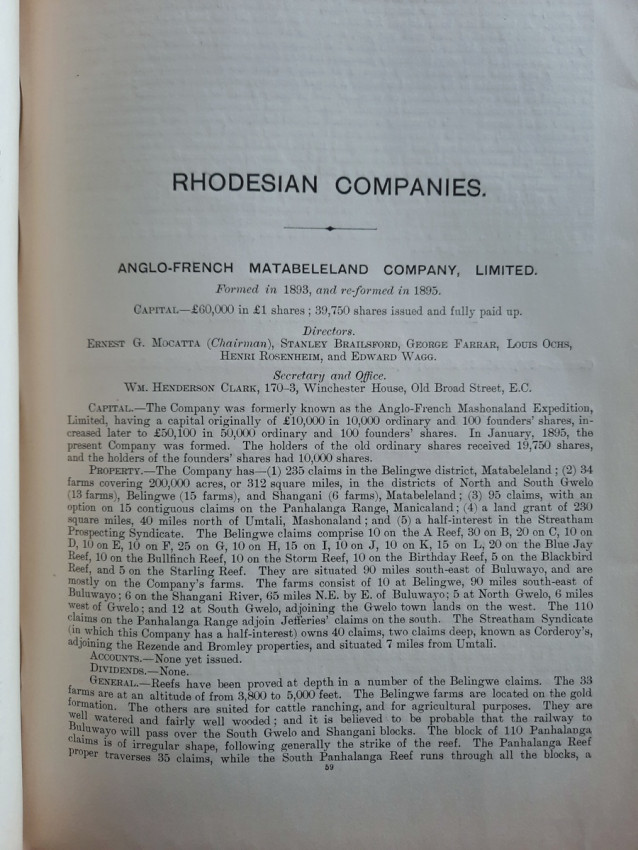 RHODESIAN COMPANIES.
ANGLO-FRENCH MATABELELAND COMPANY, LIMITED.
Formed in 1893, and re-formed in 1895.
CAPITAL—£60,000 in £1 shares; 39,750 shares issued and fully paid up.
Directors.
ERNEST G. MOCATTA (Chairman), STANLEY BRAILSFORD, GEORGE FARRAR, LOUIS OCHS,
HENRI ROSENHEIM, and EDWARD WAGG.
Secretary and Office.
WM. HENDERSON CLARK, 170-3, Winchester House, Old Broad Street, E.C.
CAPITAL.—The Company was formerly known as the Anglo-French Mashonaland Expedition,
Limited, having a capital originally of £10,000 in 10,000 ordinary and 100 founders' shares, in-
creased later to £50,100 in 50,000 ordinary and 100 founders' shares. In January, 1895, the
present Company was formed. The holders of the old ordinary shares received 19,750 shares,
and the holders of the founders' shares had 10,000 shares.
PROPERTY.—The Company has—(1) 235 claims in the Belingwe district, Matabeleland; (2) 34
farms covering 200,000 acres, or 312 square miles, in the districts of North and South Gwelo
(13 farms), Belingwe (15 farms), and Shangani (6 farms), Matabeleland; (3) 95 claims, with an
option on 15 contiguous claims on the Panhalanga Range, Manicaland; (4) a land grant of 230
square miles, 40 miles north of Umtali, Mashonaland; and (5) a half-interest in the Streatham
Prospecting Syndicate. The Belingwe claims comprise 10 on the A Reef, 30 on B, 20 on C, 10 on
D, 10 on E, 10 on F, 25 on G, 10 on H, 15 on I, 10 on J, 10 on K, 15 on L, 20 on the Blue Jay
Reef, 10 on the Bullfinch Reef, 10 on the Storm Reef, 10 on the Birthday Reef, 5 on the Blackbird
Reef, and 5 on the Starling Reef. They are situated 90 miles south-east of Buluwayo, and are
mostly on the Company's farms. The farms consist of 10 at Belingwe, 90 miles south-east of
Buluwayo; 6 on the Shangani River, 65 miles N.E. by E. of Buluwayo; 5 at North Gwelo, 6 miles
west of Gwelo; and 12 at South Gwelo, adjoining the Gwelo town lands on the west. The 110
claims on the Panhalanga Range adjoin Jefferies' claims on the south. The Streatham Syndicate
(in which this Company has a half-interest) owns 40 claims, two claims deep, known as Corderoy's,
adjoining the Rezende and Bromley properties, and situated 7 miles from Umtali.
ACCOUNTS.—None yet issued.
DIVIDENDS.—None.
GENERAL.—Reefs have been proved at depth in a number of the Belingwe claims. The 33
farms are at an altitude of from 3,800 to 5,000 feet. The Belingwe farms are located on the gold
formation. The others are suited for cattle ranching, and for agricultural purposes. They are
well watered and fairly well wooded; and it is believed to be probable that the railway to
Buluwayo will pass over the South Gwelo and Shangani blocks. The block of 110 Panhalanga
claims is of irregular shape, following generally the strike of the reef. The Panhalanga Reef
proper traverses 35 claims, while the South Panhalanga Reef runs through all the blocks, a
59